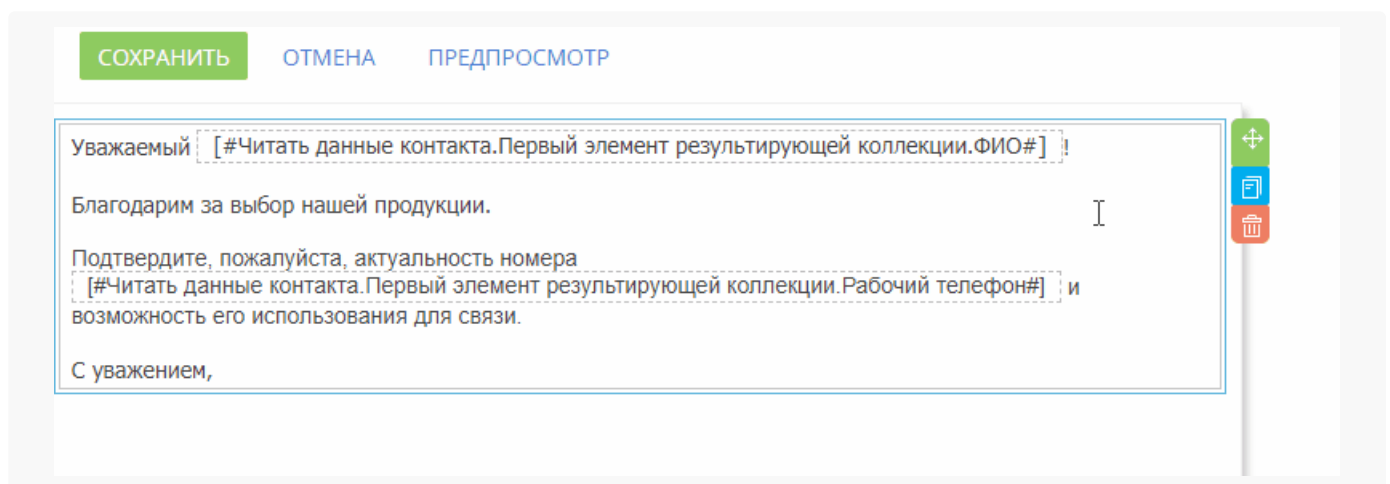 СОХРАНИТЬ ОТМЕНА ПРЕДПРОСМОТР
Уважаемый [#Читать данные контакта.Первый элемент результирующей коллекции.ФИО#] !
Благодарим за выбор нашей продукции.
Подтвердите, пожалуйста, актуальность номера
[#Читать данные контакта.Первый элемент результирующей коллекции.Рабочий телефон#] и
возможность его использования для связи.
С уважением,